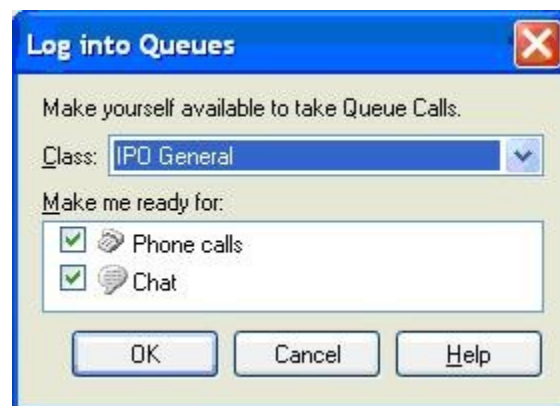 Log into Queues
Make yourself available to take Queue Calls.
Class: IPO General
Make me ready for:
Phone calls
Chat
OK Cancel Help